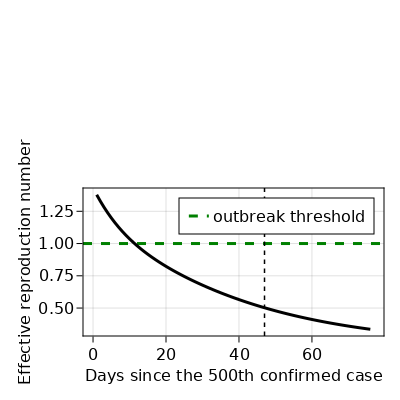 Effective reproduction number
1.25
1.00
0.75
0.50
outbreak threshold
0 20 40 60
Days since the 500th confirmed case